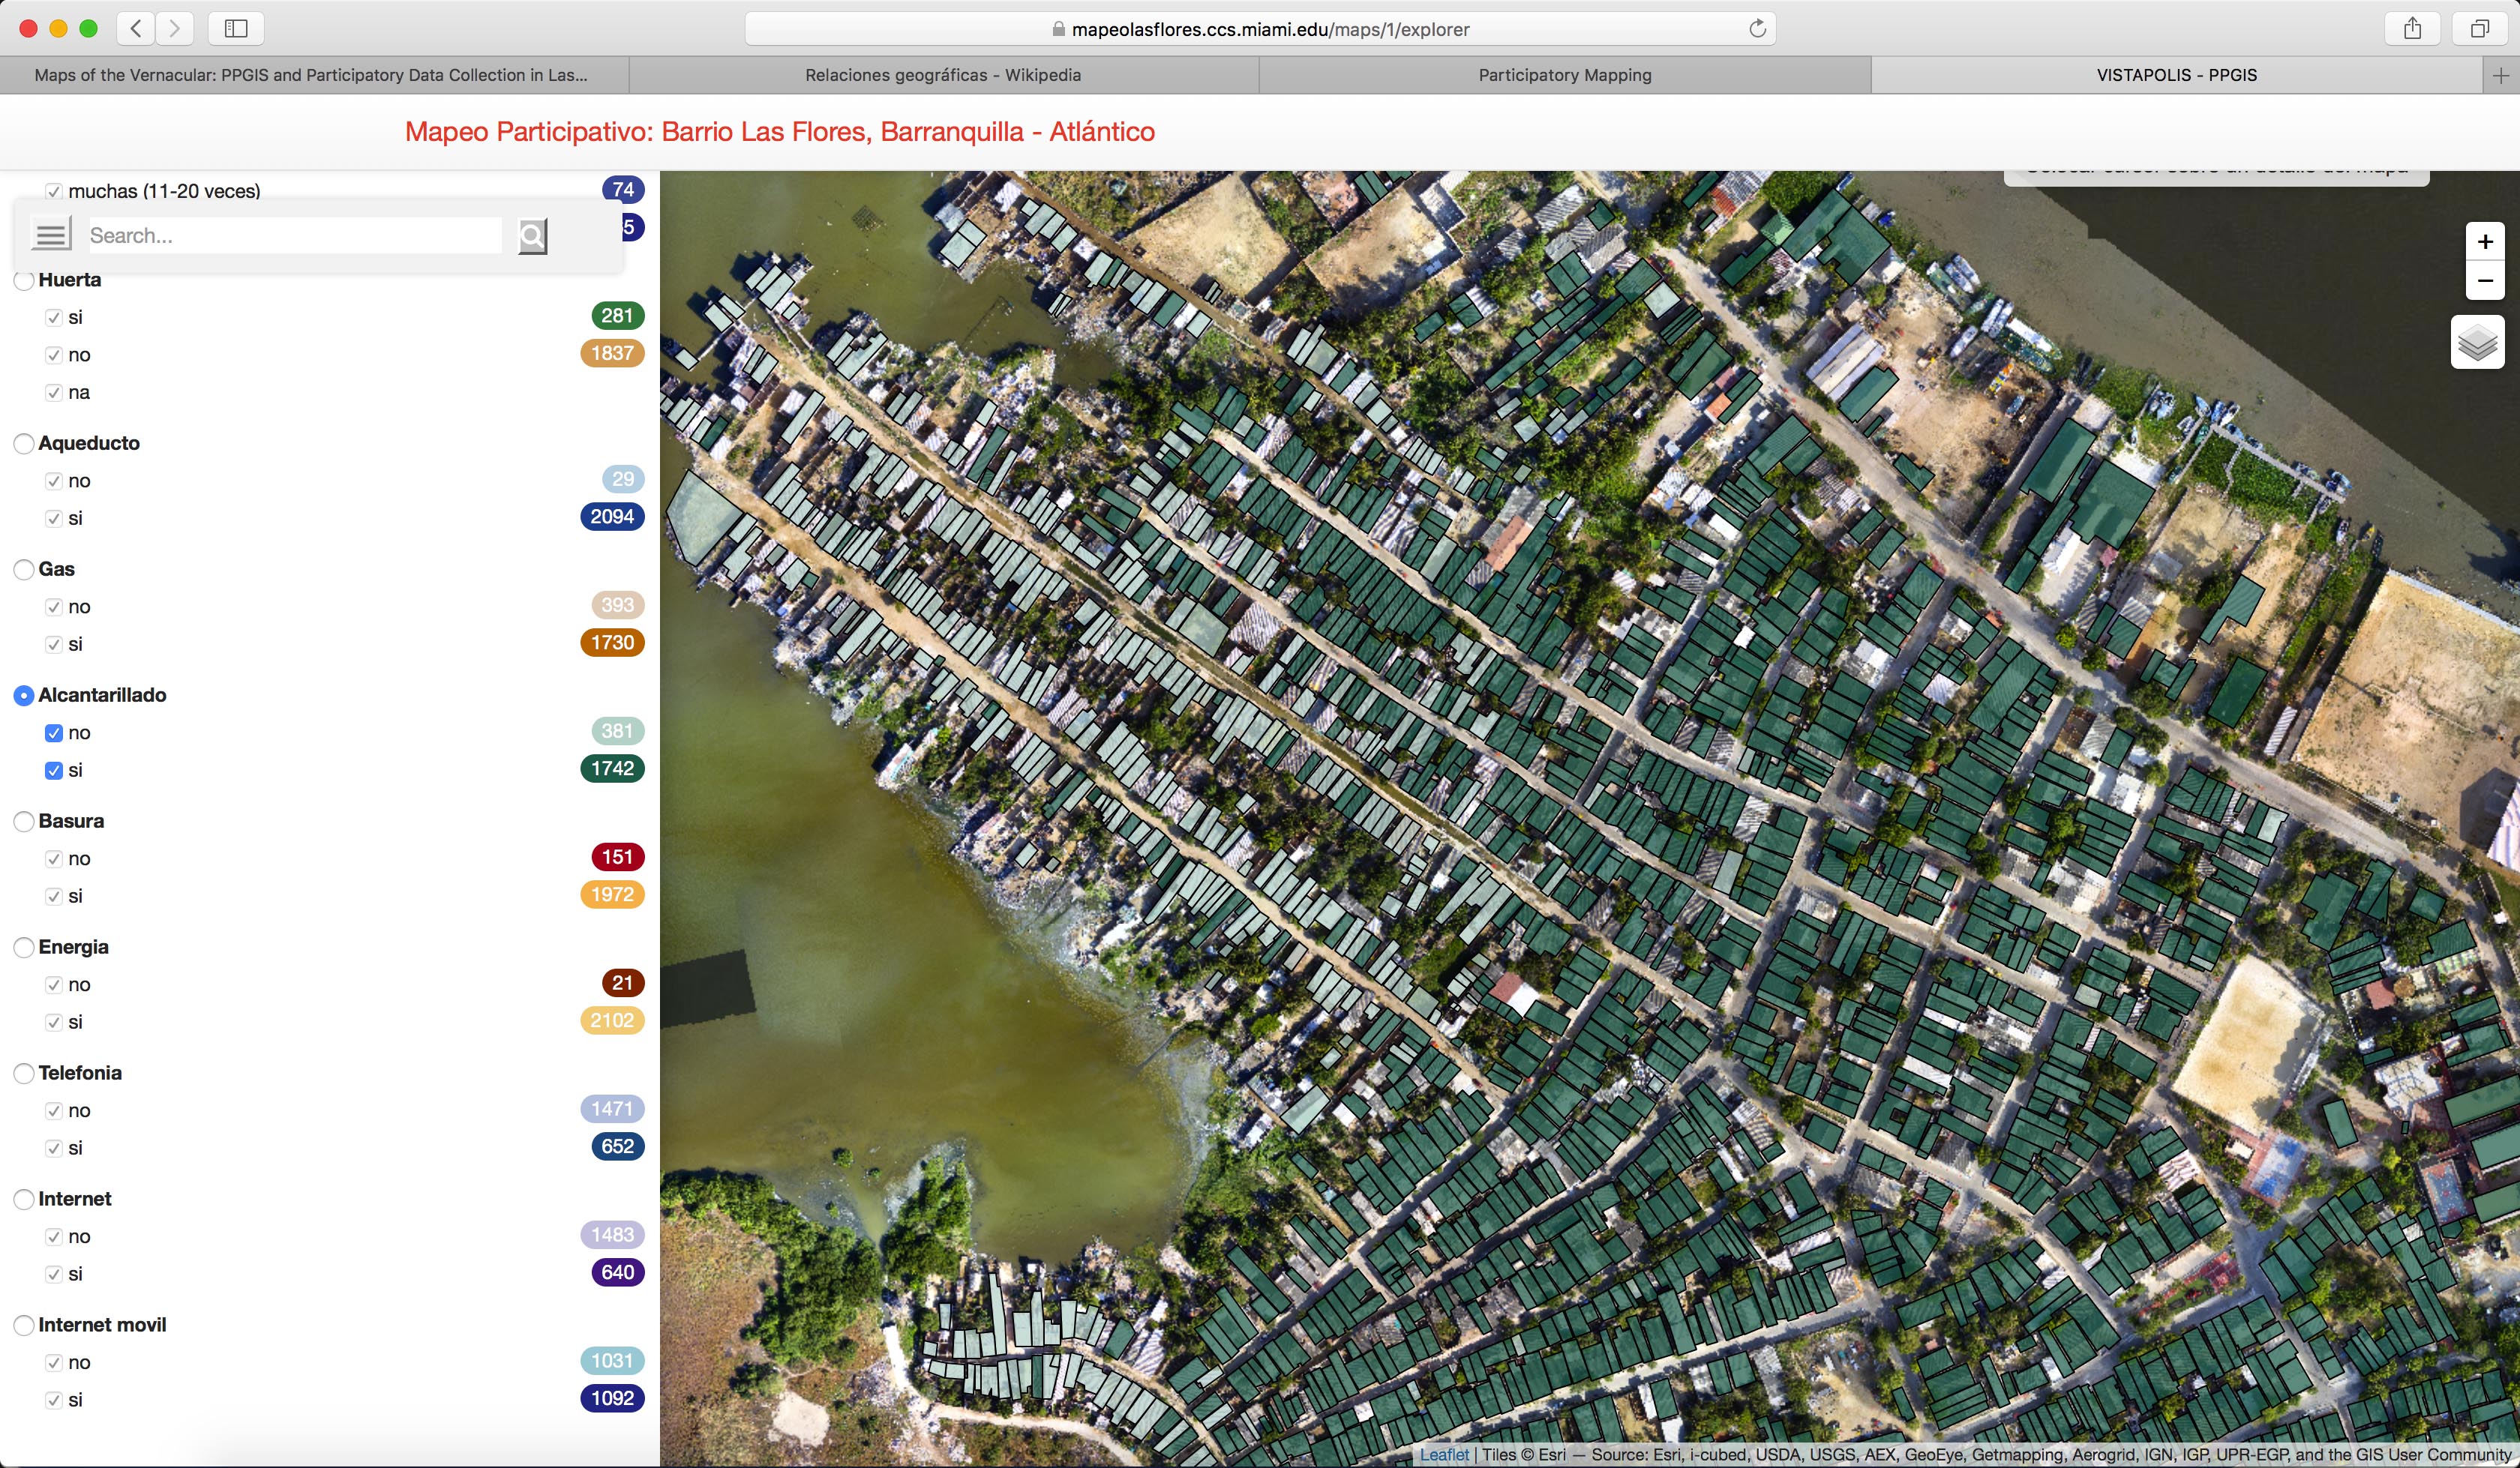 mapeolasflores.ccs.miami.edu/maps/1/explorer
Maps of the Vernacular: PPGIS and Participatory Data Collection in Las...
Relaciones geográficas - Wikipedia
Participatory Mapping
VISTAPOLIS - PPGIS
Mapeo Participativo: Barrio Las Flores, Barranquilla - Atlántico
muchas (11-20 veces) 74
Search... 5
Huerta
si 281
no 1837
na
Aqueducto
no 29
si 2094
Gas
no 393
si 1730
Alcantarillado
no 381
si 1742
Basura
no 151
si 1972
Energia
no 21
si 2102
Telefonia
no 1471
si 652
Internet
no 1483
si 640
Internet movil
no 1031
si 1092
+
−
Leaflet | Tiles © Esri — Source: Esri, i-cubed, USDA, USGS, AEX, GeoEye, Getmapping, Aerogrid, IGN, IGP, UPR-EGP, and the GIS User Community